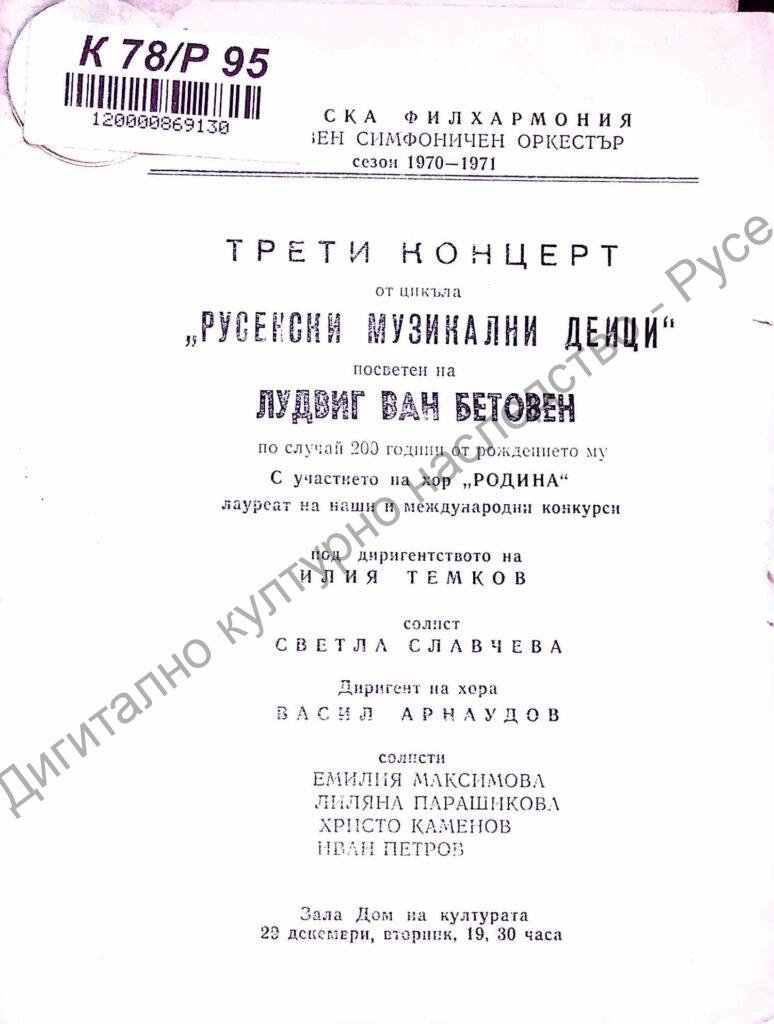 К 78/Р 95
120000869130
СКА ФИЛХАРМОНИЯ
ВЕН СИМФОНИЧЕН ОРКЕСТЪР
сезон 1970—1971
ТРЕТИ КОНЦЕРТ
от цикъла
„РУСЕНСКИ МУЗИКАЛНИ ДЕЙЦИ“
посветен на
ЛУДВИГ ВАН БЕТОВЕН
по случай 200 години от рождението му
С участието на хор „РОДИНА“
лауреат на наши и международни конкурси
под диригентството на
ИЛИЯ ТЕМКОВ
солист
СВЕТЛА СЛАВЧЕВА
Диригент на хора
ВАСИЛ АРНАУДОВ
солисти
ЕМИЛИЯ МАКСИМОВА
ЛИЛЯНА ПАРАШИКОВА
ХРИСТО КАМЕНОВ
ИВАН ПЕТРОВ
Зала Дом на културата
29 декември, вторник, 19, 30 часа
Дигитално културно наследство - Русе